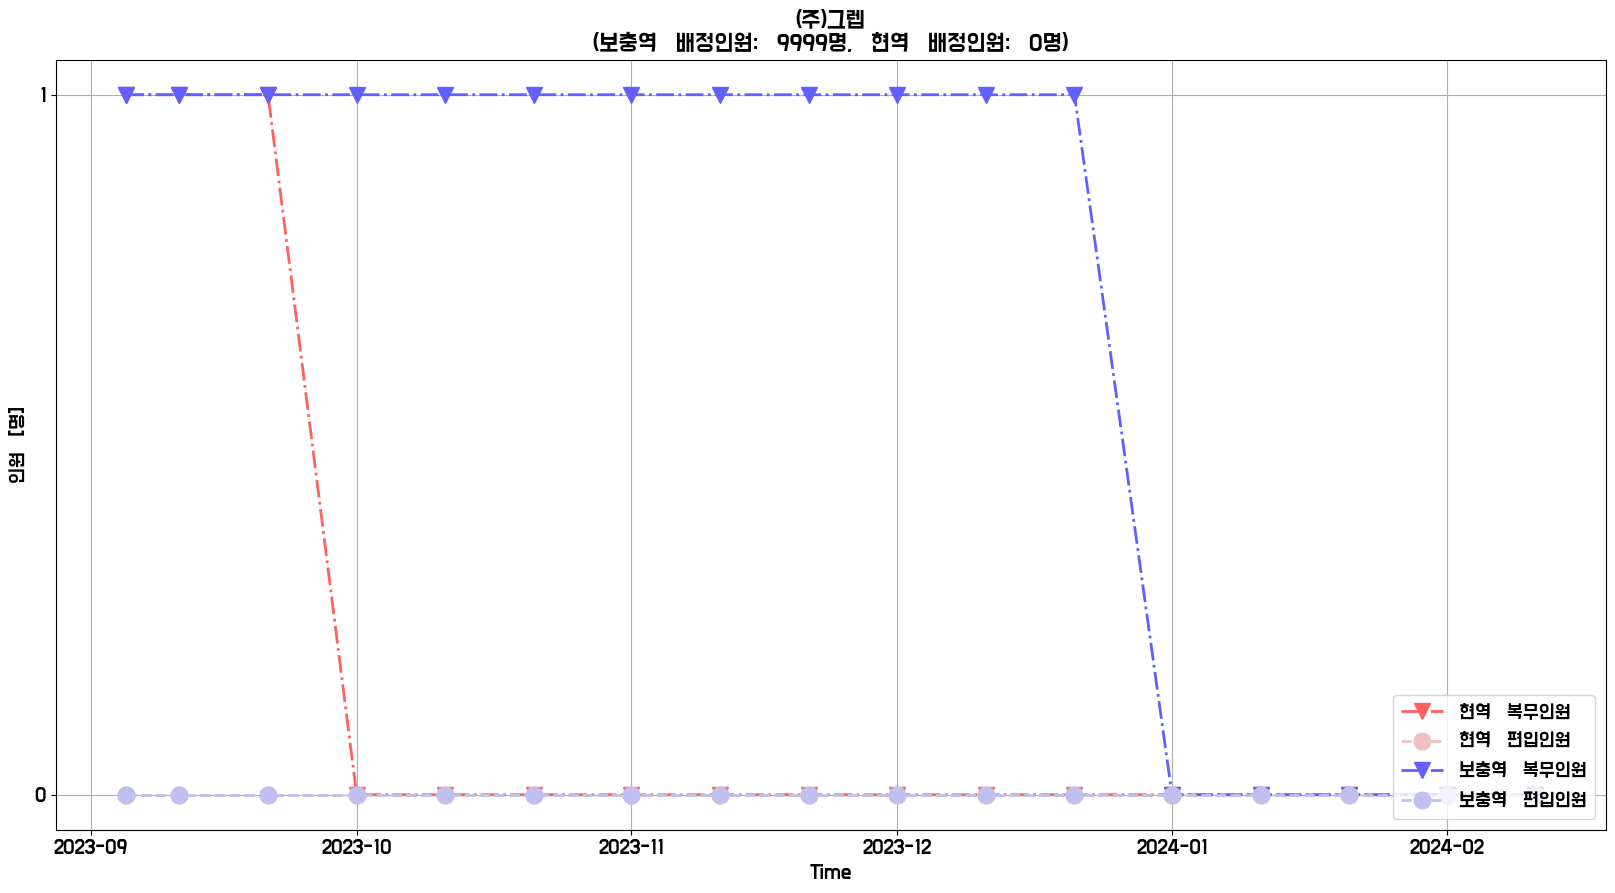 (주)그렙
(보충역 배정인원: 9999명, 현역 배정인원: 0명)
1
0
인원 [명]
2023-09 2023-10 2023-11 2023-12 2024-01 2024-02
Time
현역 복무인원
현역 편입인원
보충역 복무인원
보충역 편입인원